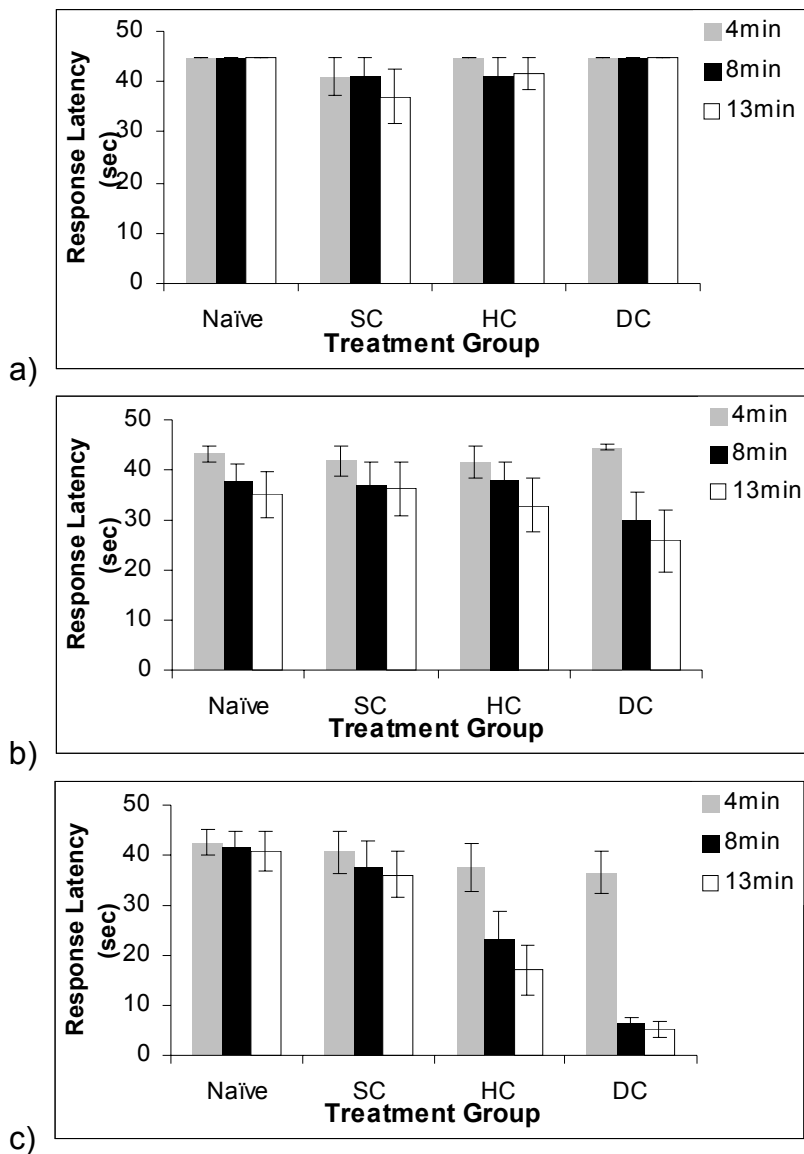 50
40
30
20
10
0
Response Latency
(sec)
4min
8min
13min
Naïve SC HC DC
Treatment Group
a)
50
40
30
20
10
0
Response Latency
(sec)
4min
8min
13min
Naïve SC HC DC
Treatment Group
b)
50
40
30
20
10
0
Response Latency
(sec)
4min
8min
13min
Naïve SC HC DC
Treatment Group
c)